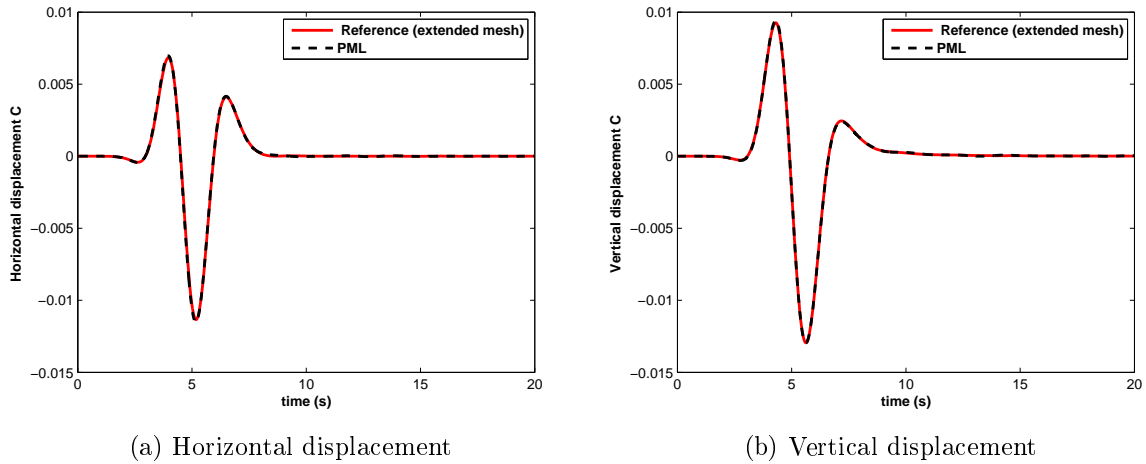 0.01
0.005
0
−0.005
−0.01
−0.015
0
5
10
15
20
Horizontal displacement C
time (s)
Reference (extended mesh)
PML
(a) Horizontal displacement
0.01
0.005
0
−0.005
−0.01
−0.015
0
5
10
15
20
Vertical displacement C
time (s)
Reference (extended mesh)
PML
(b) Vertical displacement